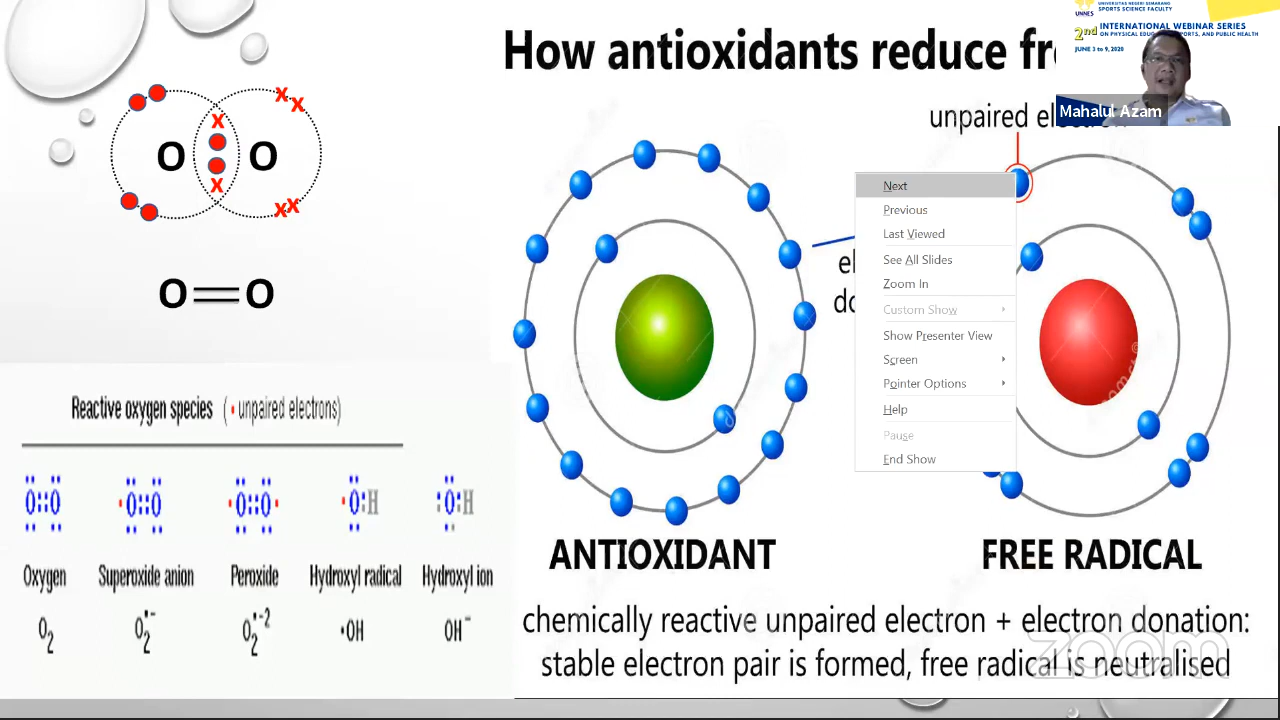 UNIVERSITAS NEGERI SEMARANG
SPORTS SCIENCE FACULTY
UNNES
2nd INTERNATIONAL WEBINAR SERIES
JUNE 3 to 9, 2020
Mahalul Azam
How antioxidants reduce
unpaired
O O
O O
ANTIOXIDANT
FREE RADICAL
chemically reactive unpaired electron + electron donation:
stable electron pair is formed, free radical is neutralised
zoom
Next
Previous
Last Viewed
See All Slides
Zoom In
Custom Show
Show Presenter View
Screen
Pointer Options
Help
Pause
End Show
Reactive oxygen species ( • unpaired electrons)
O::O •O::O •O::O• •O:H :O:H
Oxygen Superoxide anion Peroxide Hydroxyl radical Hydroxyl ion
O2 O2•- O2•-2 •OH OH-